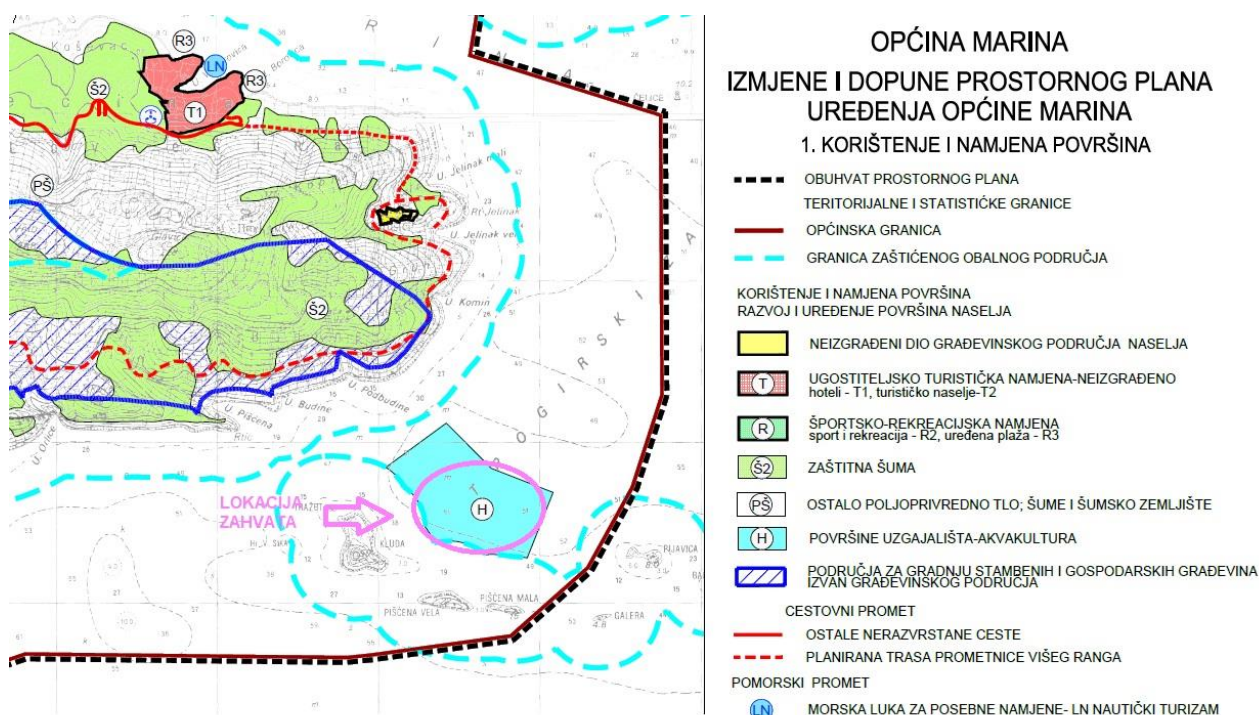 R3
LN
R3
Š2
T1
PŠ
U. Jelinak mali
Rt Jelinak
U. Jelinak vela
U. Komin
Š2
U. Podbudine
U. Budine
U. Pišćena
LOKACIJA
ZAHVATA
H
KLUDA
PIŠĆENA MALA
PIŠĆENA VELA
GALERA
OPĆINA MARINA
IZMJENE I DOPUNE PROSTORNOG PLANA
UREĐENJA OPĆINE MARINA
1. KORIŠTENJE I NAMJENA POVRŠINA
OBUHVAT PROSTORNOG PLANA
TERITORIJALNE I STATISTIĆKE GRANICE
OPĆINSKA GRANICA
GRANICA ZAŠTIĆENOG OBALNOG PODRUČJA
KORIŠTENJE I NAMJENA POVRŠINA
RAZVOJ I UREĐENJE POVRŠINA NASELJA
NEIZGRAĐENI DIO GRAĐEVINSKOG PODRUČJA NASELJA
T UGOSTITELJSKO TURISTIČKA NAMJENA-NEIZGRAĐENO
hoteli - T1, turističko naselje-T2
R ŠPORTSKO-REKREACIJSKA NAMJENA
sport i rekreacija - R2, uređena plaža - R3
Š2 ZAŠTITNA ŠUMA
PŠ OSTALO POLJOPRIVREDNO TLO; ŠUME I ŠUMSKO ZEMLJIŠTE
H POVRŠINE UZGAJALIŠTA-AKVAKULTURA
PODRUČJA ZA GRADNJU STAMBENIH I GOSPODARSKIH GRAĐEVINA
IZVAN GRAĐEVINSKOG PODRUČJA
CESTOVNI PROMET
OSTALE NERAZVRSTANE CESTE
PLANIRANA TRASA PROMETNICE VIŠEG RANGA
POMORSKI PROMET
LN MORSKA LUKA ZA POSEBNE NAMJENE- LN NAUTIČKI TURIZAM